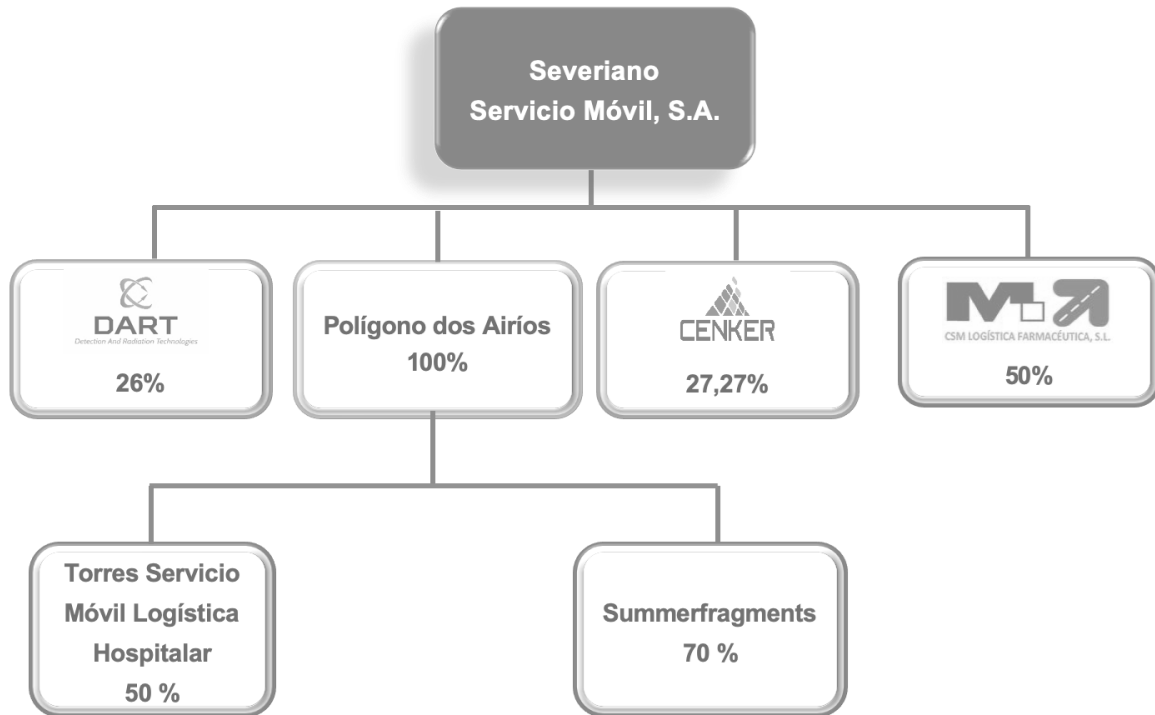 Severiano
Servicio Móvil, S.A.
DART
Detection And Radiation Technologies
26%
Polígono dos Airíos
100%
CENKER
27,27%
CSM LOGÍSTICA FARMACÉUTICA, S.L.
50%
Torres Servicio
Móvil Logística
Hospitalar
50 %
Summerfragments
70 %